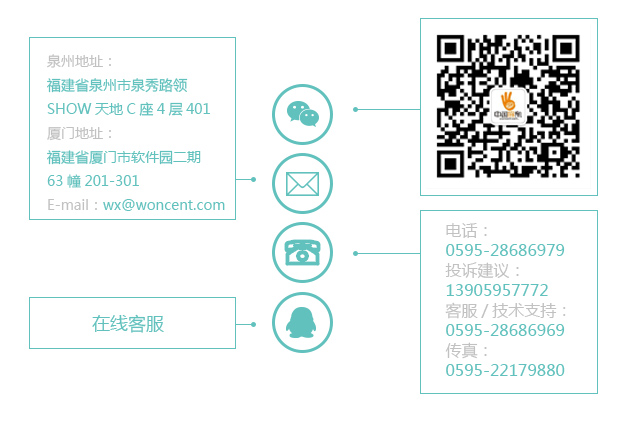 泉州地址：
福建省泉州市泉秀路领
SHOW 天地 C 座 4 层 401
厦门地址：
福建省厦门市软件园二期
63 幢 201-301
E-mail：wx@woncent.com
在线客服
电话：
0595-28686979
投诉建议：
13905957772
客服 / 技术支持：
0595-28686969
传真：
0595-22179880